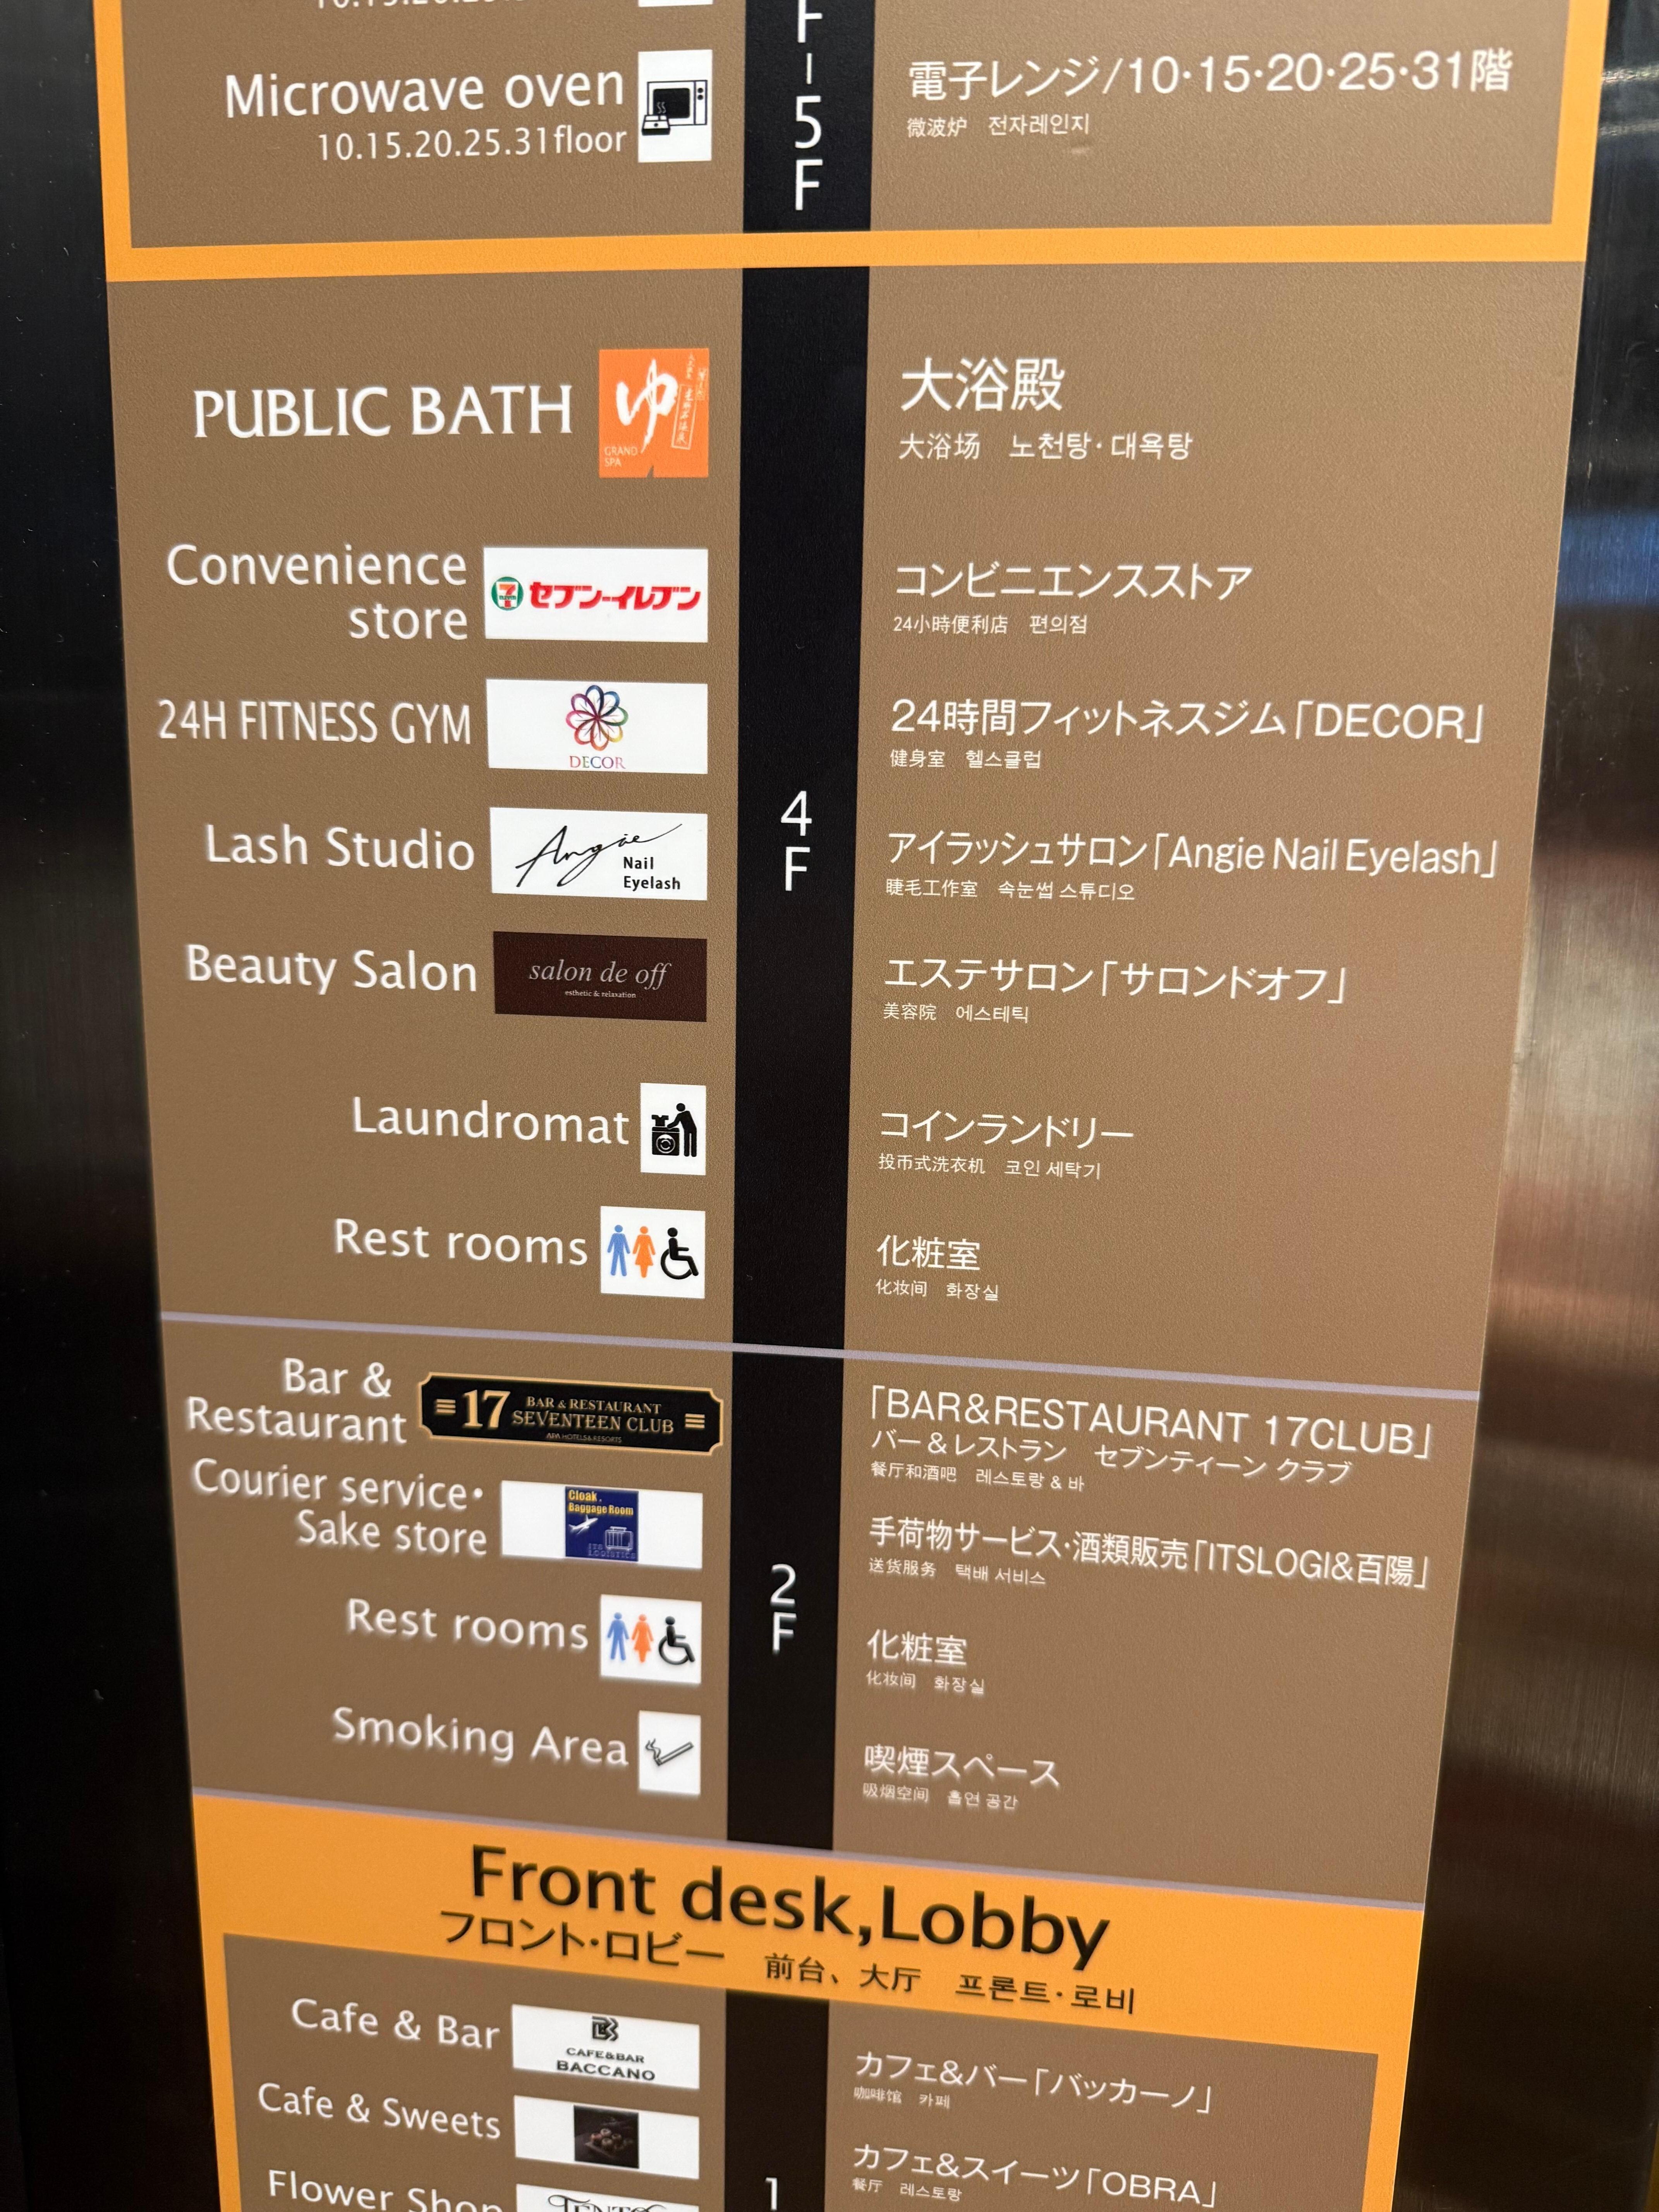 Microwave oven
10.15.20.25.31floor
F
|
5
F
電子レンジ/10·15·20·25·31階
微波炉 전자레인지
PUBLIC BATH
ゆ
GRAND
SPA
大浴殿
大浴场 노천탕·대욕탕
Convenience
store
7
セブン-イレブン
コンビニエンスストア
24小時便利店 편의점
24H FITNESS GYM
DECOR
24時間フィットネスジム「DECOR」
健身室 헬스클럽
4
F
Lash Studio
Angie
Nail
Eyelash
アイラッシュサロン「Angie Nail Eyelash」
睫毛工作室 속눈썹 스튜디오
Beauty Salon
salon de off
esthetic & relaxation
エステサロン「サロンドオフ」
美容院 에스테틱
Laundromat
コインランドリー
投币式洗衣机 코인 세탁기
Rest rooms
化粧室
化妆间 화장실
Bar &
Restaurant
17
BAR & RESTAURANT
SEVENTEEN CLUB
APA HOTELS & RESORTS
「BAR&RESTAURANT 17CLUB」
バー&レストラン セブンティーン クラブ
餐厅和酒吧 레스토랑 & 바
Courier service·
Sake store
Cloak.
Baggage Room
ITS
LOGISTICS
手荷物サービス·酒類販売「ITSLOGI&百陽」
送货服务 택배 서비스
2
F
Rest rooms
化粧室
化妆间 화장실
Smoking Area
喫煙スペース
吸烟空间 흡연 공간
Front desk,Lobby
フロント·ロビー 前台、大厅 프론트·로비
Cafe & Bar
CAFE&BAR
BACCANO
カフェ&バー「バッカーノ」
咖啡馆 카페
Cafe & Sweets
カフェ&スイーツ「OBRA」
餐厅 레스토랑
1
Flower Shop